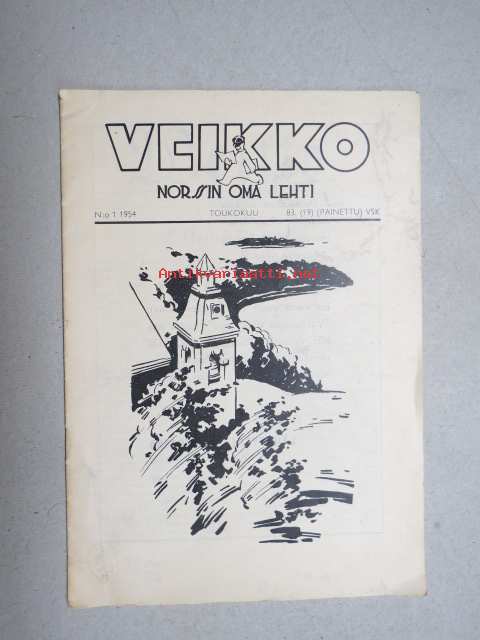 VEIKKO
NORSSIN OMA LEHTI
N:o 1 1954 TOUKOKUU 83. (19) (PAINETTU) VSK
Antikvariaatti.net